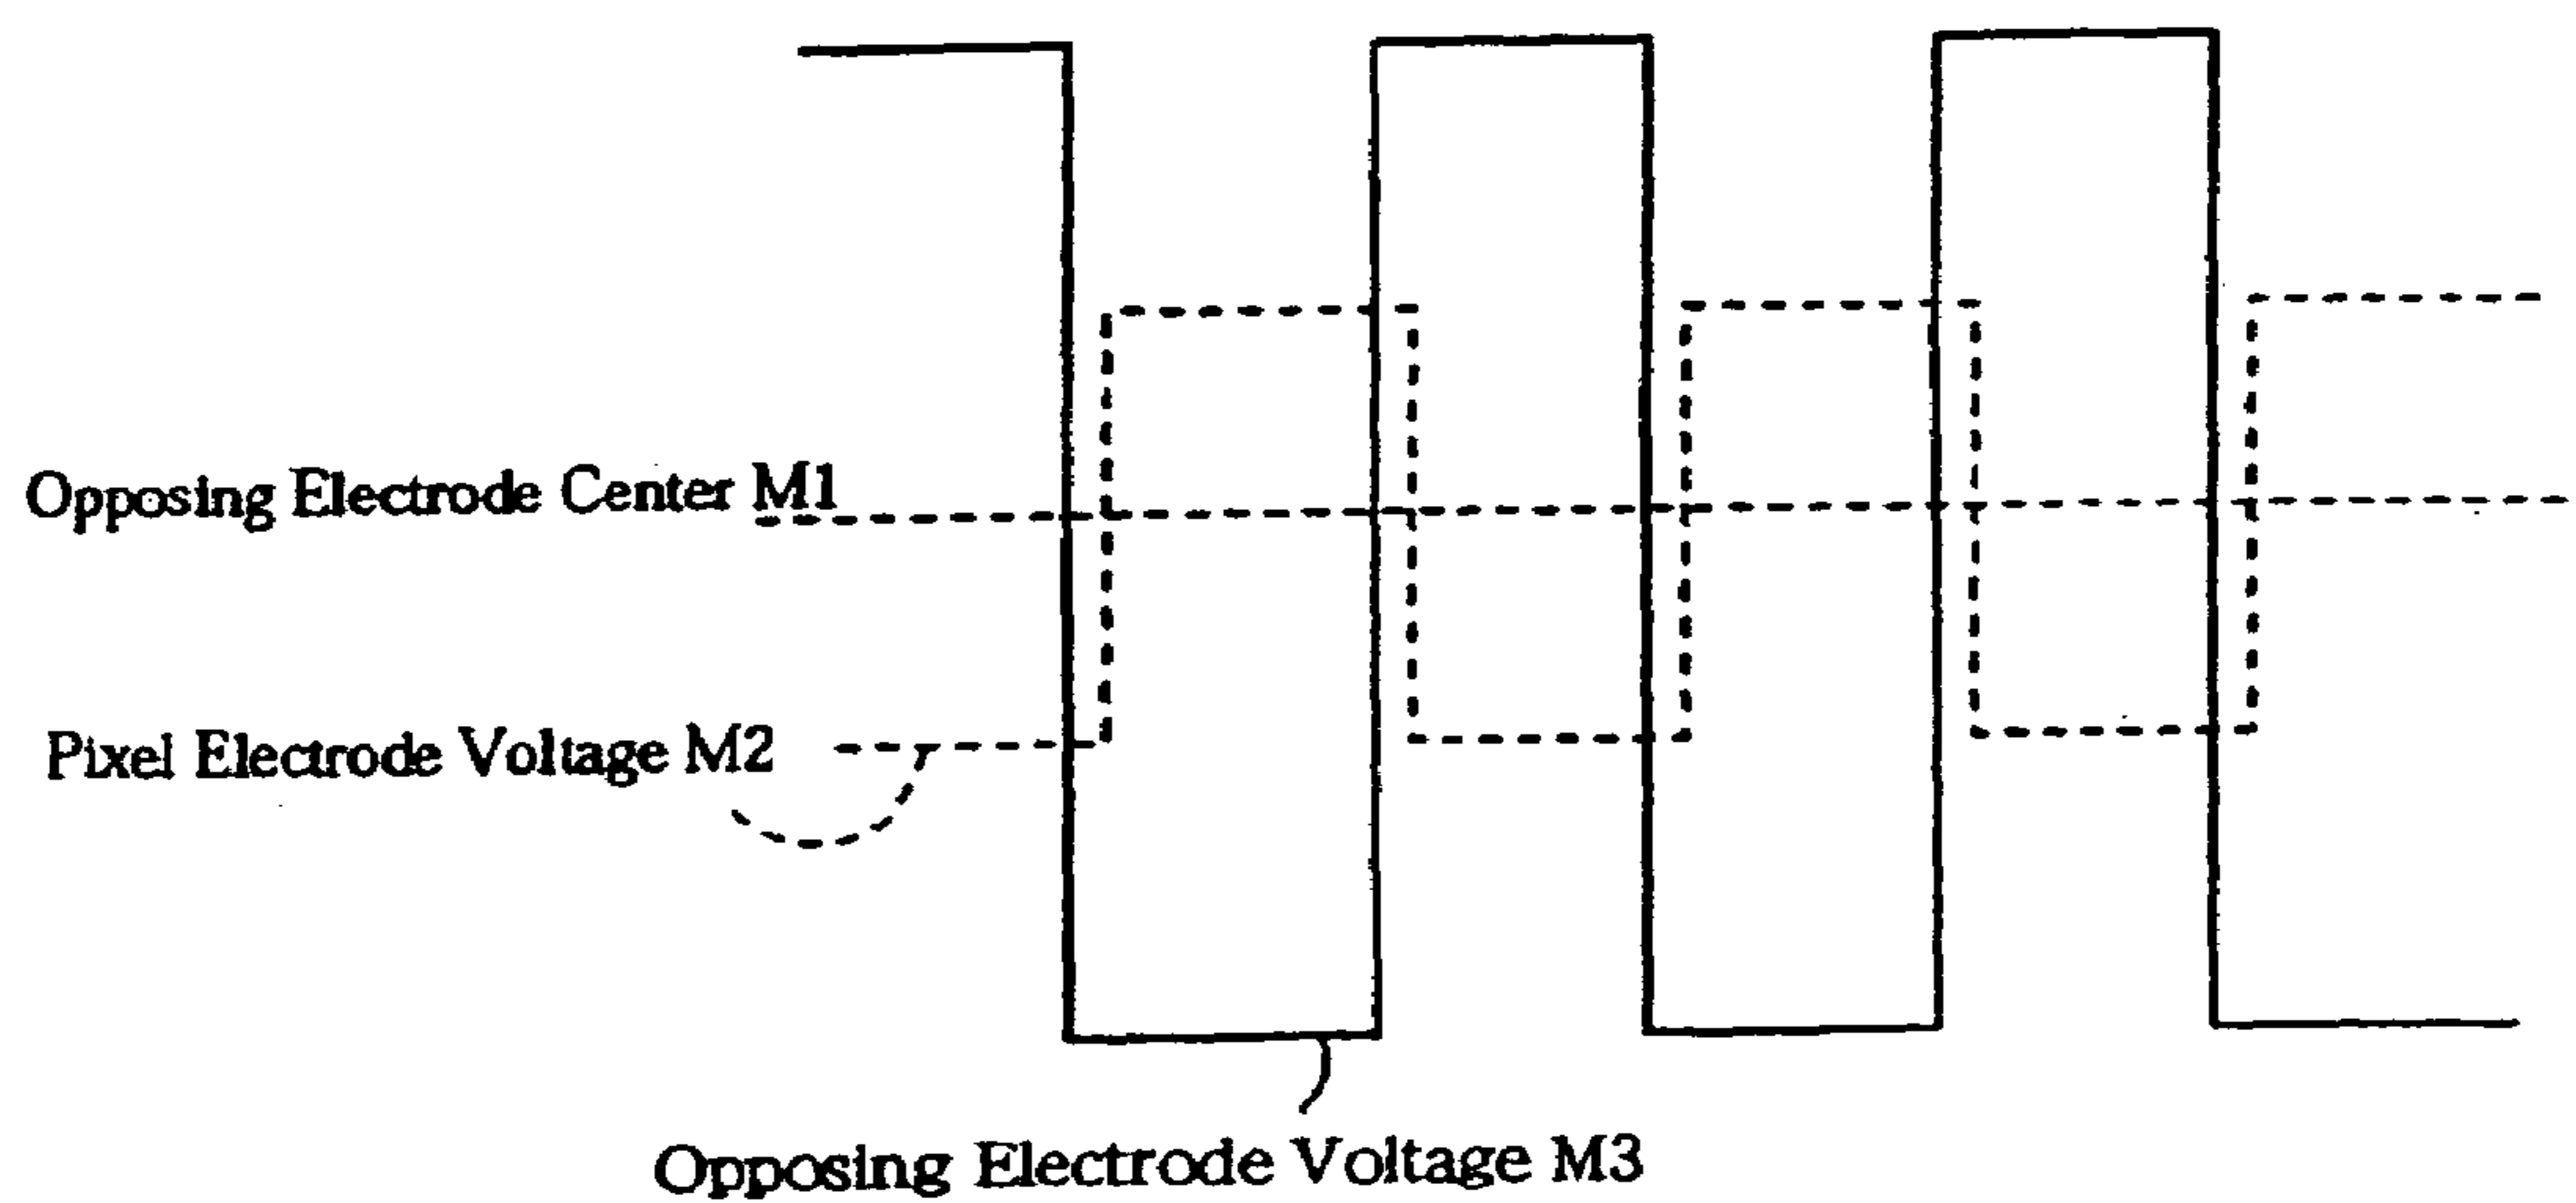 Opposing Electrode Center M1
Pixel Electrode Voltage M2
Opposing Electrode Voltage M3